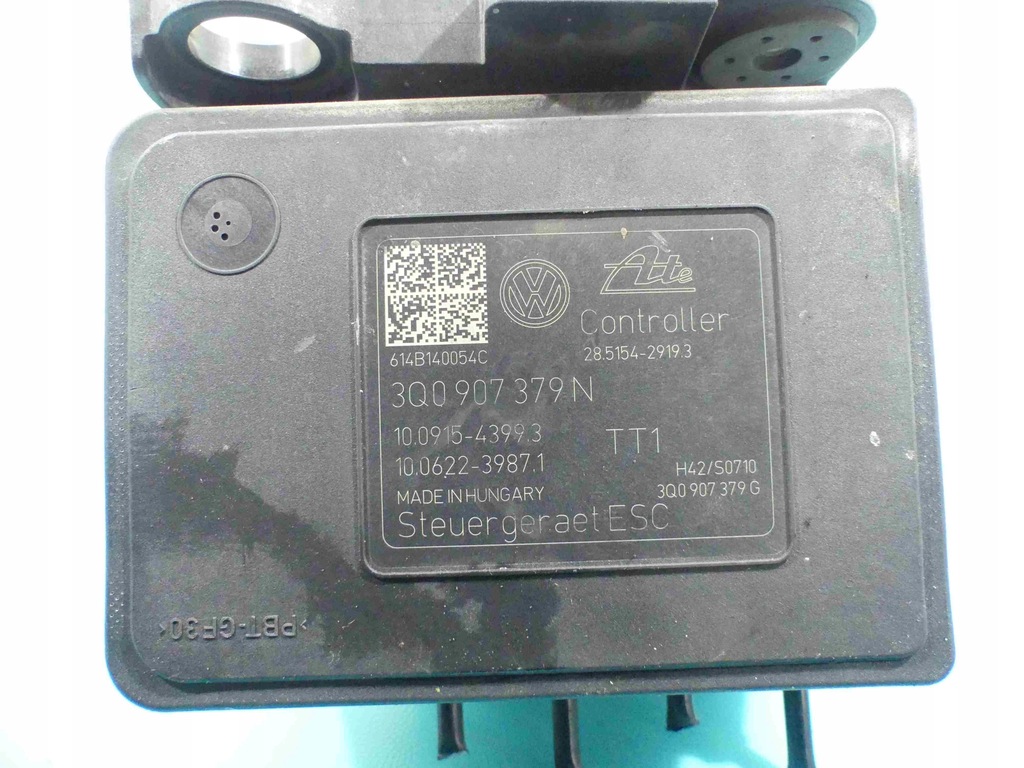 Ate
Controller
614B140054C
28.5154-2919.3
3Q0 907 379 N
10.0915-4399.3
TT1
10.0622-3987.1
H42/S0710
MADE IN HUNGARY
3Q0 907 379 G
Steuergeraet ESC
>PBT-GF30<